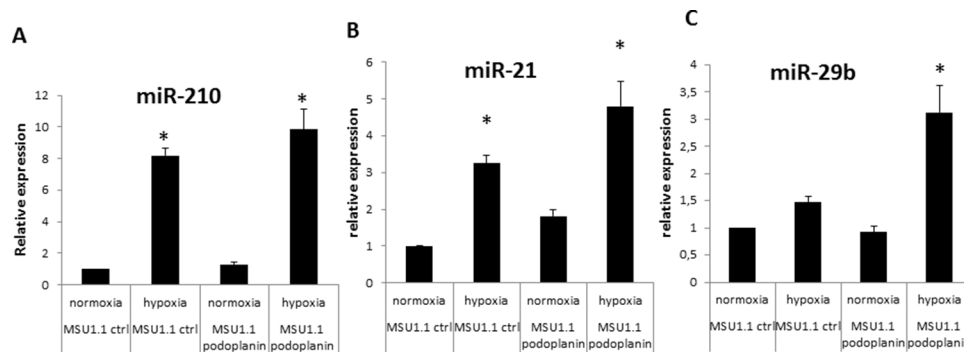 A
miR-210
Relative expression
12
10
8
6
4
2
0
*
*
normoxia hypoxia normoxia hypoxia
MSU1.1 ctrl MSU1.1 ctrl MSU1.1 podoplanin MSU1.1 podoplanin
B
miR-21
relative expression
6
5
4
3
2
1
0
*
*
normoxia hypoxia normoxia hypoxia
MSU1.1 ctrl MSU1.1 ctrl MSU1.1 podoplanin MSU1.1 podoplanin
C
miR-29b
relative expression
4
3,5
3
2,5
2
1,5
1
0,5
0
*
normoxia hypoxia normoxia hypoxia
MSU1.1 ctrl MSU1.1 ctrl MSU1.1 podoplanin MSU1.1 podoplanin